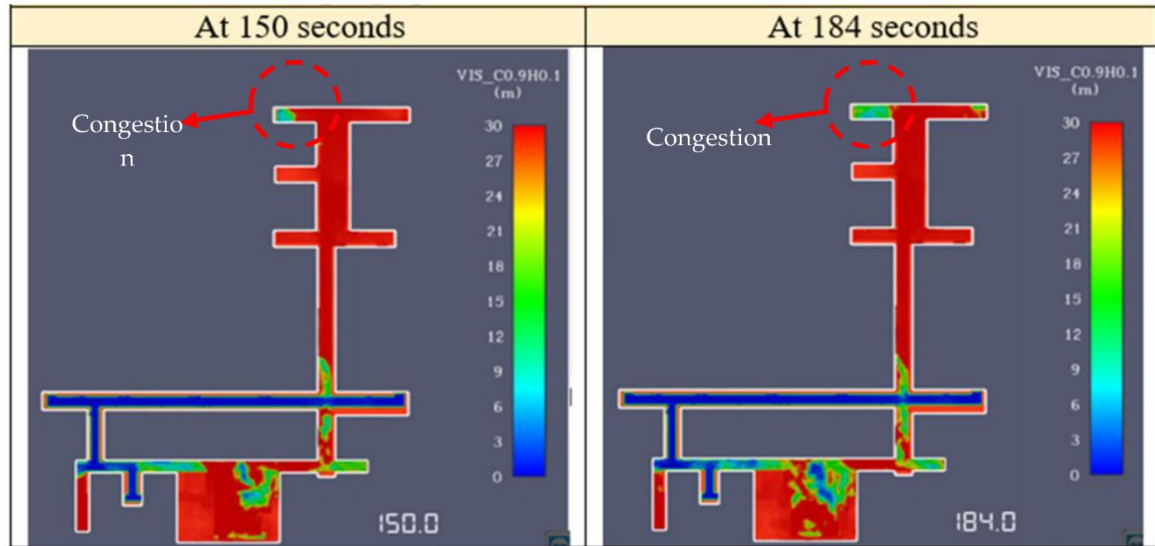 At 150 seconds
At 184 seconds
VIS_C0.9H0.1
(m)
30
27
24
21
18
15
12
9
6
3
0
Congestio
n
150.0
VIS_C0.9H0.1
(m)
30
27
24
21
18
15
12
9
6
3
0
Congestion
184.0